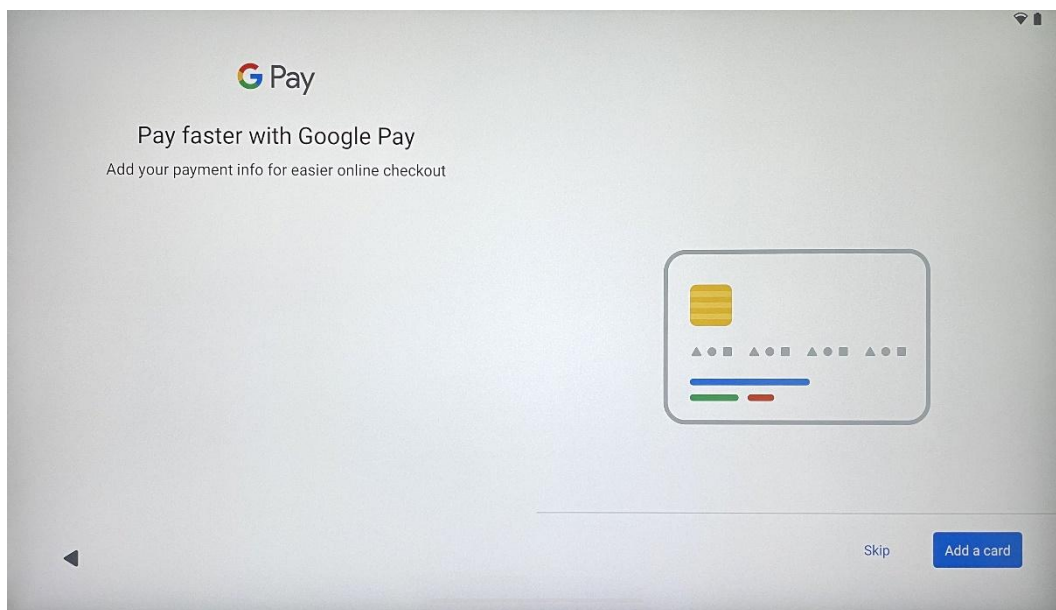 G Pay
Pay faster with Google Pay
Add your payment info for easier online checkout
Skip
Add a card